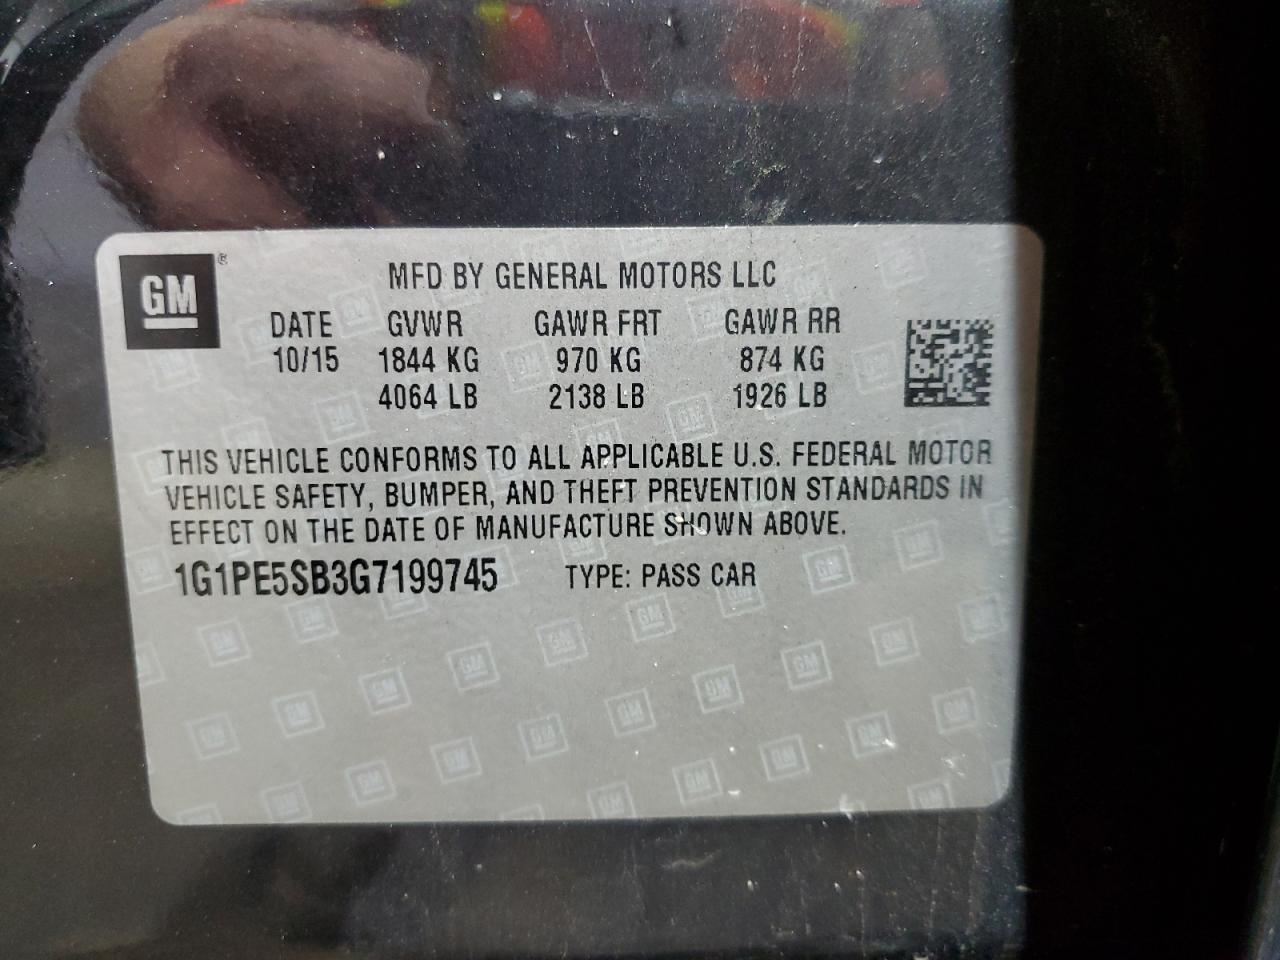 GM
MFD BY GENERAL MOTORS LLC
DATE GVWR GAWR FRT GAWR RR
10/15 1844 KG 970 KG 874 KG
4064 LB 2138 LB 1926 LB
THIS VEHICLE CONFORMS TO ALL APPLICABLE U.S. FEDERAL MOTOR
VEHICLE SAFETY, BUMPER, AND THEFT PREVENTION STANDARDS IN
EFFECT ON THE DATE OF MANUFACTURE SHOWN ABOVE.
1G1PE5SB3G7199745 TYPE: PASS CAR